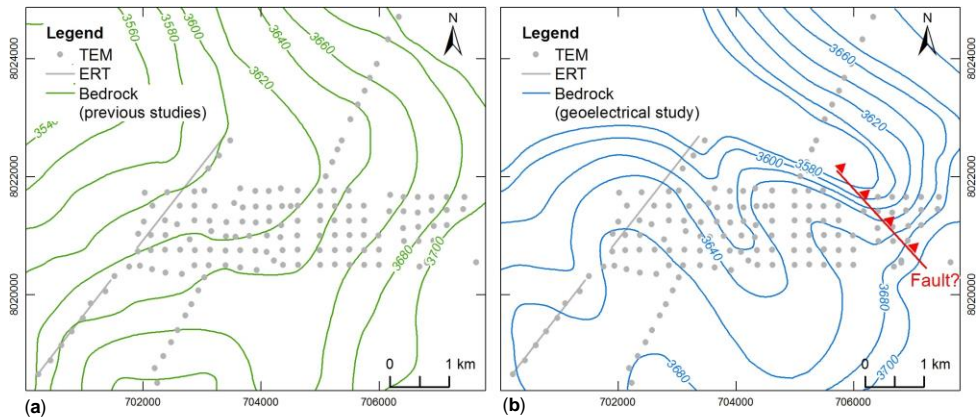 Legend
TEM
ERT
Bedrock
(previous studies)
N
3560
3580
3600
3640
3660
3620
3680
3700
8024000
8022000
8020000
0 1 km
(a)
702000 704000 706000
Legend
TEM
ERT
Bedrock
(geoelectrical study)
N
3660
3620
3600
3580
3640
3680
3700
3680
Fault?
8024000
8022000
8020000
0 1 km
(b)
702000 704000 706000